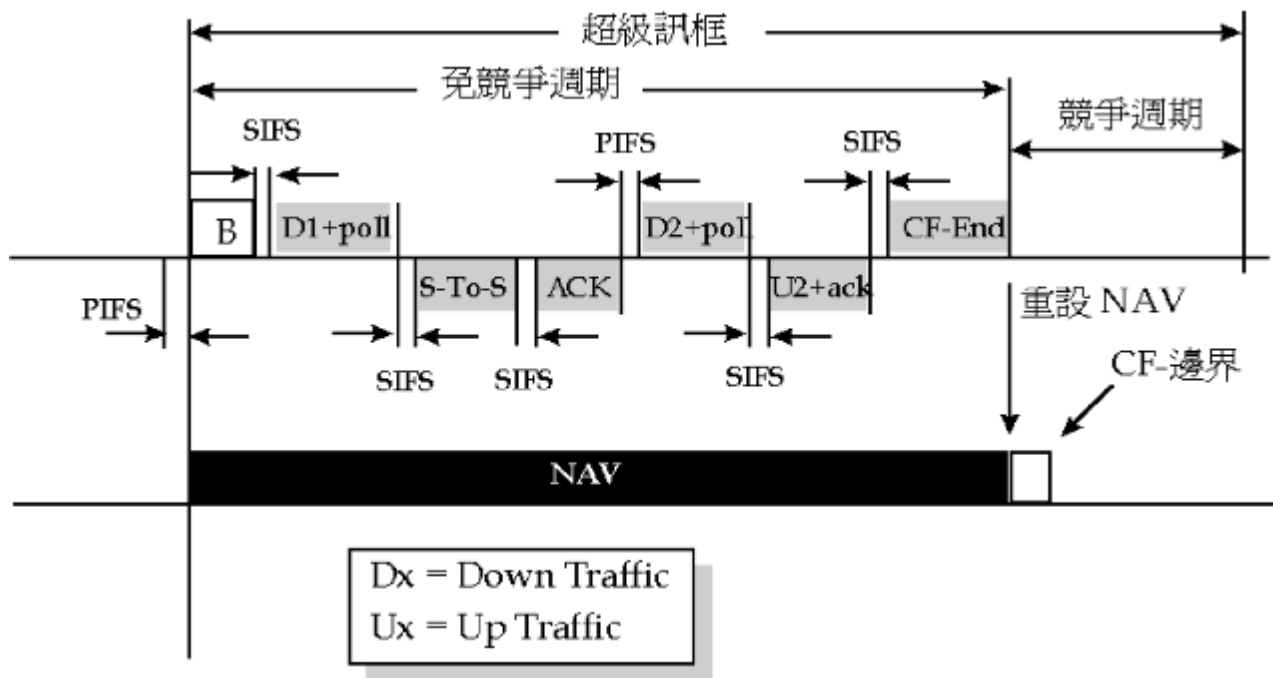 超級訊框
免競爭週期
競爭週期
SIFS
PIFS
SIFS
B
D1+poll
D2+poll
CF-End
S-To-S
ACK
U2+ack
PIFS
SIFS
SIFS
SIFS
重設 NAV
CF-邊界
NAV
Dx = Down Traffic
Ux = Up Traffic